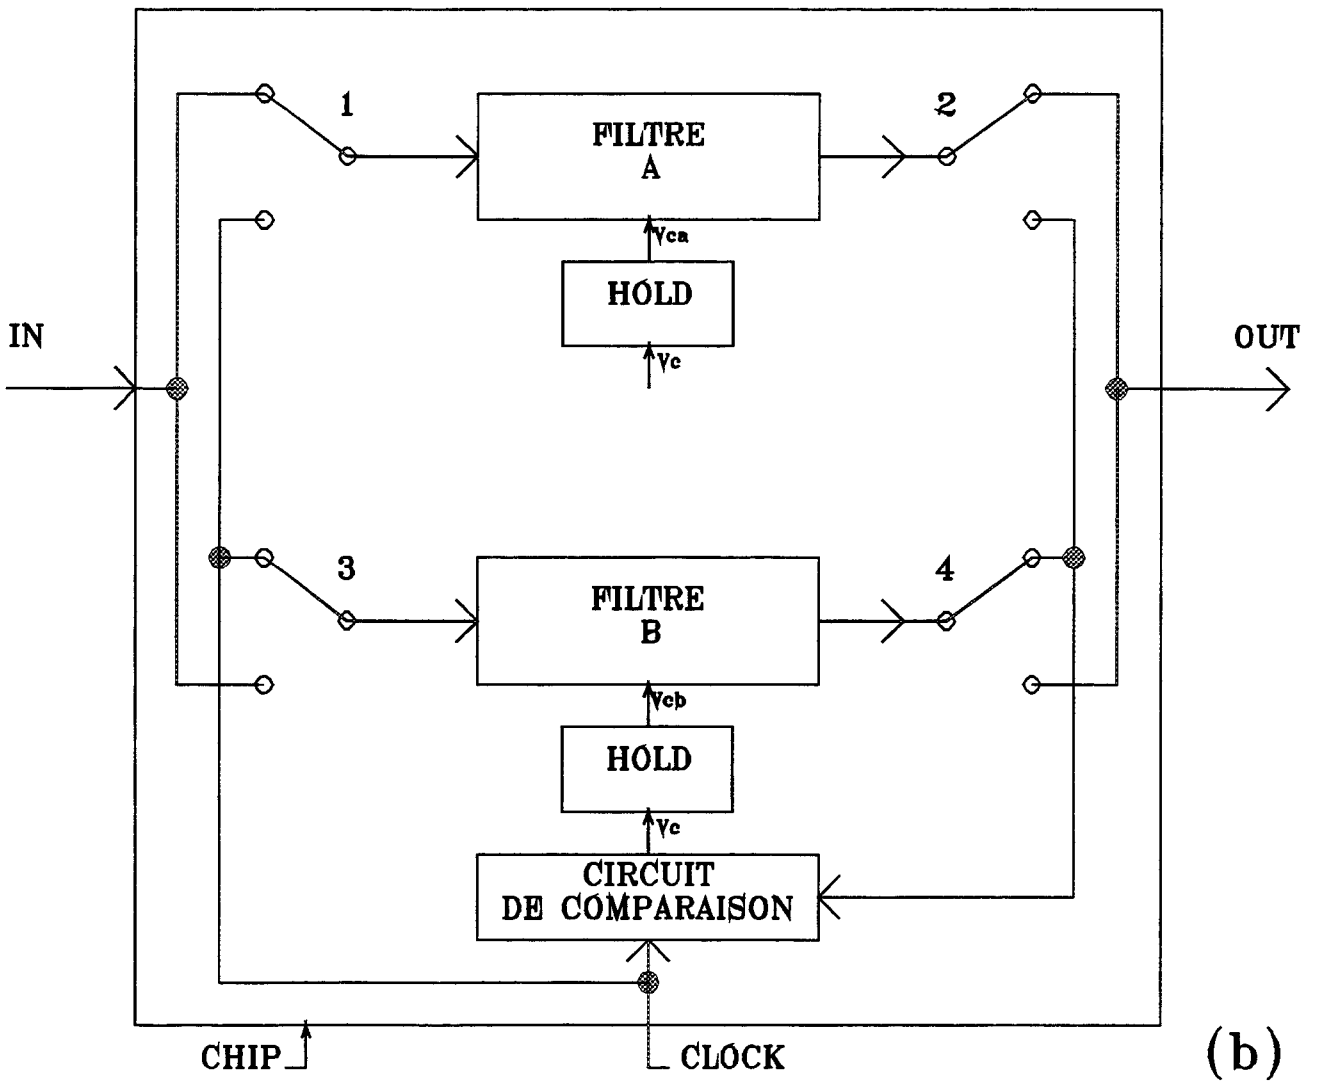 1
2
FILTRE
A
Vca
HOLD
Vc
IN
OUT
3
4
FILTRE
B
Vcb
HOLD
Vc
CIRCUIT
DE COMPARAISON
CHIP
CLOCK
(b)